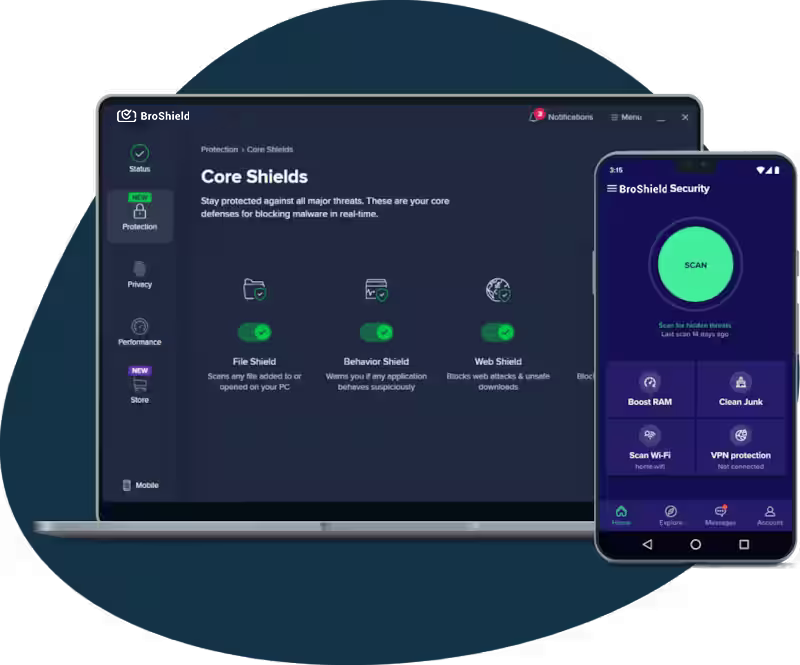 BroShield
3
Notifications
Menu
Status
NEW
Protection
Privacy
Performance
NEW
Store
Mobile
Protection › Core Shields
Core Shields
Stay protected against all major threats. These are your core
defenses for blocking malware in real-time.
File Shield
Scans any file added to or
opened on your PC
Behavior Shield
Warns you if any application
behaves suspiciously
Web Shield
Blocks web attacks & unsafe
downloads
Bloc
3:15
BroShield Security
SCAN
Scan for hidden threats
Last scan 14 days ago
Boost RAM
Clean Junk
Scan Wi-Fi
home-wifi
VPN protection
Not connected
Home
Explore
Messages
Account